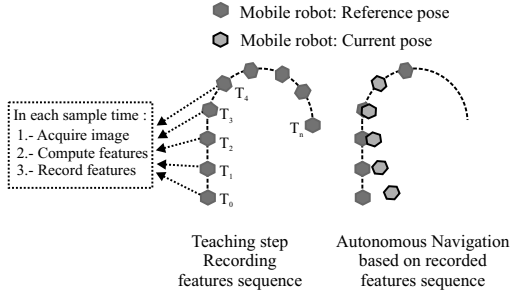 Mobile robot: Reference pose
Mobile robot: Current pose
In each sample time :
1.- Acquire image
2.- Compute features
3.- Record features
T4
T3
T2
T1
T0
Tn
Teaching step
Recording
features sequence
Autonomous Navigation
based on recorded
features sequence